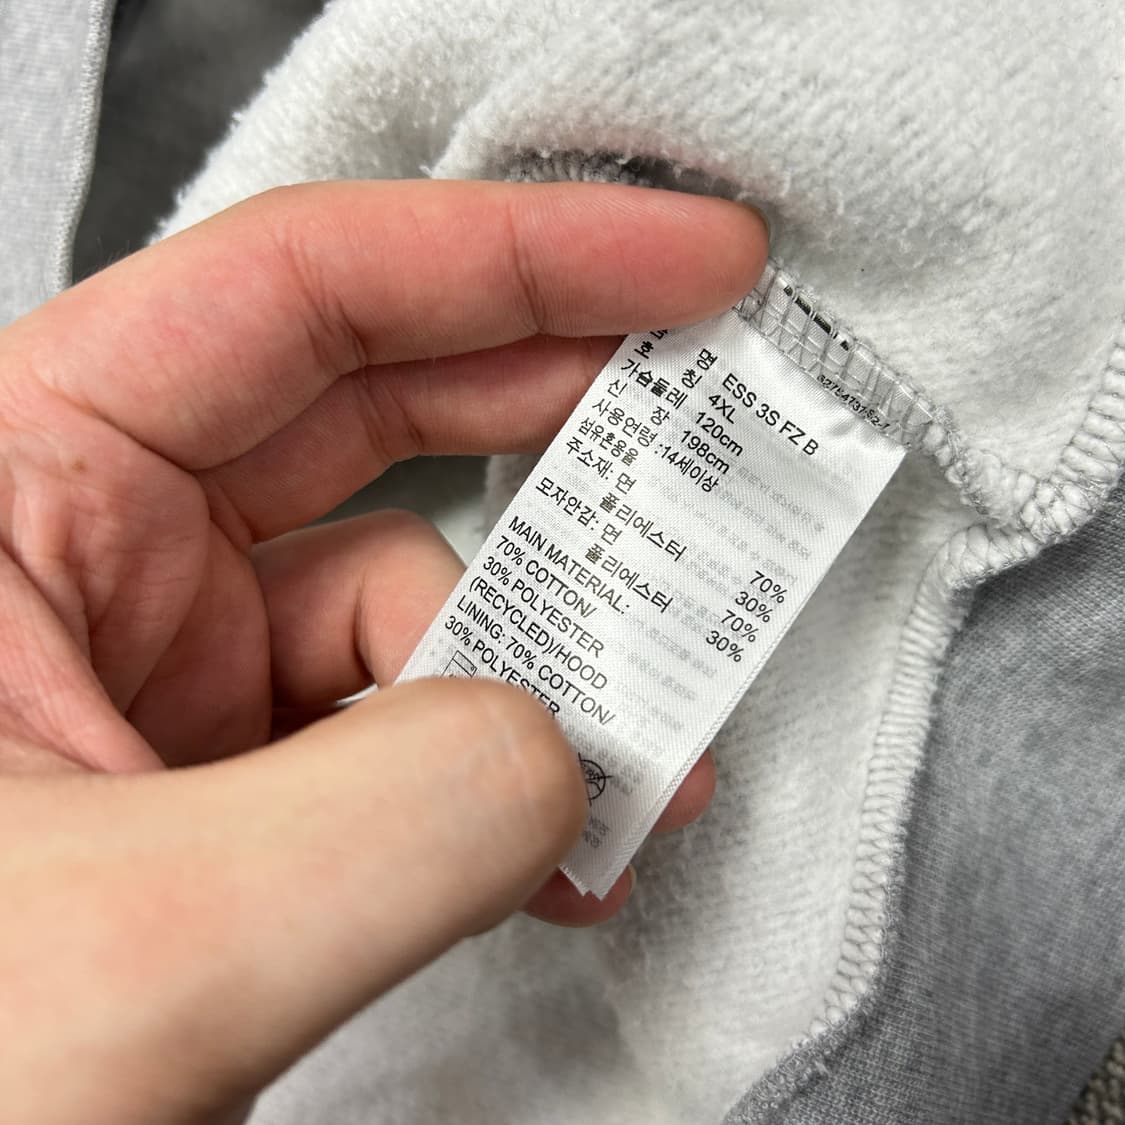 품 명 ESS 3S FZ B
호 칭 4XL
가슴둘레 120cm
신 장 198cm
사용연령 :14세이상
섬유혼용율
주소재: 면 70%
폴리에스터 30%
모자안감: 면 70%
폴리에스터 30%
MAIN MATERIAL:
70% COTTON/
30% POLYESTER
(RECYCLED)/HOOD
LINING: 70% COTTON/
30% POLYESTER